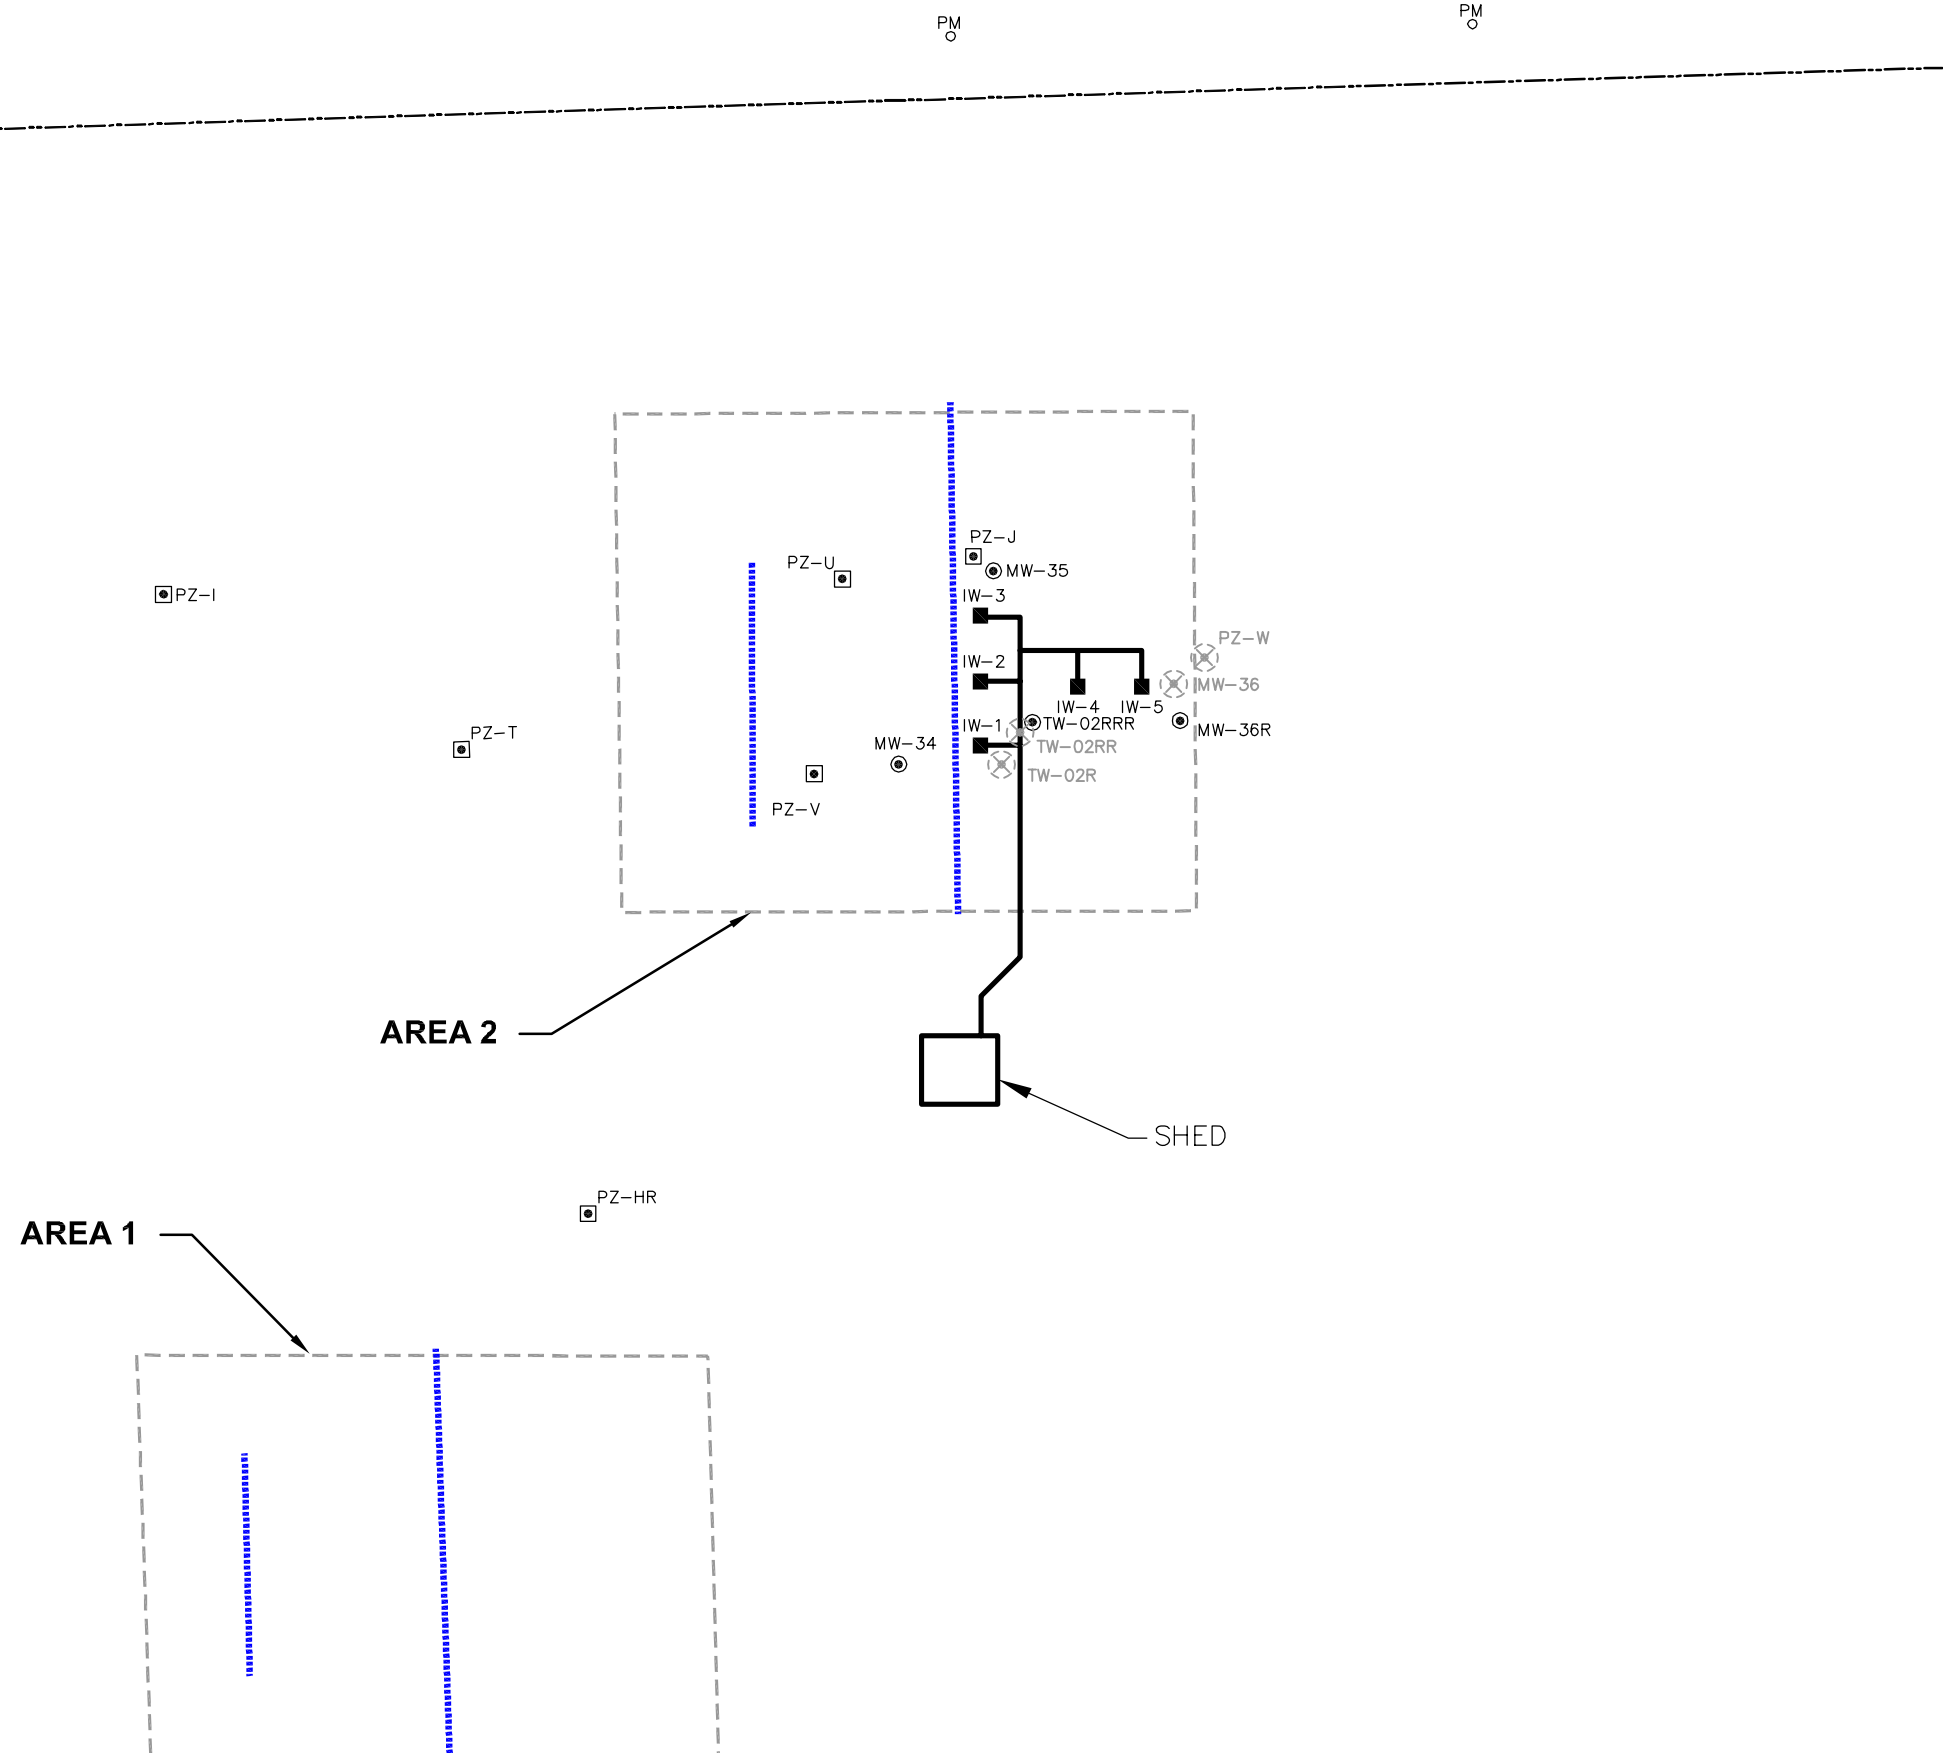 PM
PM
PZ-J
PZ-U
MW-35
PZ-I
IW-3
PZ-W
IW-2
MW-36
IW-4
IW-5
PZ-T
IW-1
TW-02RRR
MW-36R
MW-34
TW-02RR
TW-02R
PZ-V
AREA 2
SHED
PZ-HR
AREA 1